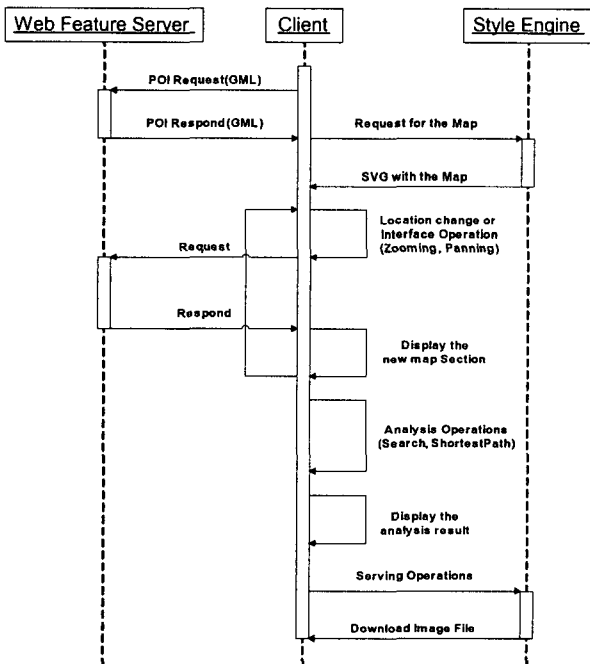 Web Feature Server
Client
Style Engine
POI Request(GML)
POI Respond(GML)
Request for the Map
SVG with the Map
Location change or
Interface Operation
(Zooming, Panning)
Request
Respond
Display the
new map Section
Analysis Operations
(Search, ShortestPath)
Display the
analysis result
Serving Operations
Download Image File